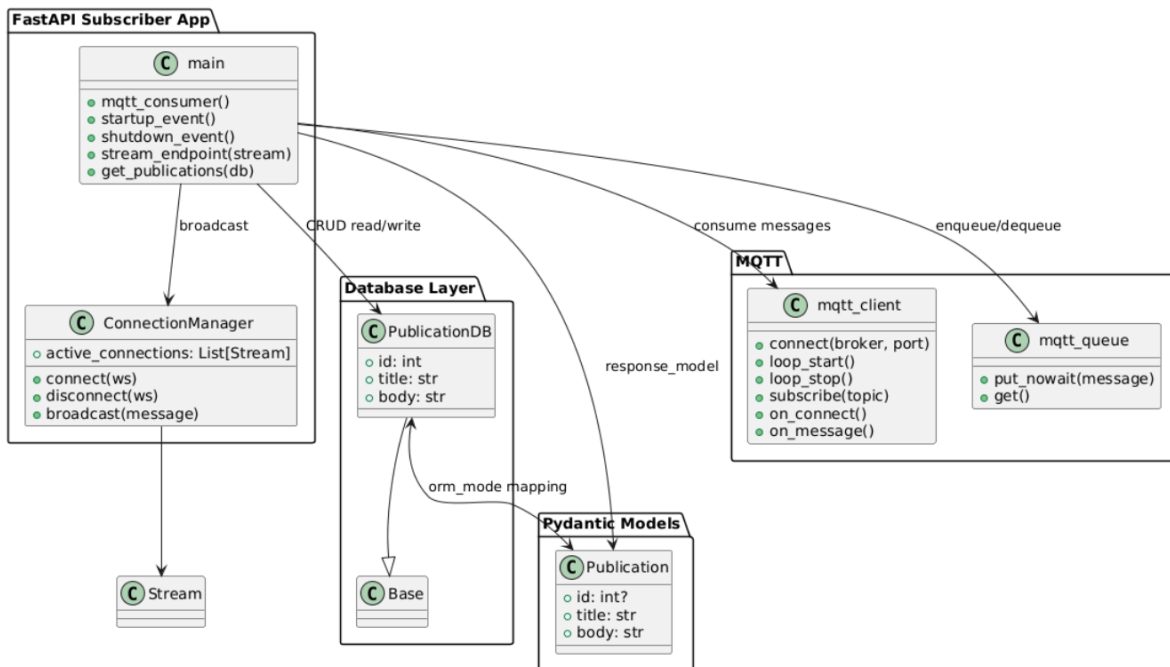 FastAPI Subscriber App
C main
mqtt_consumer()
startup_event()
shutdown_event()
stream_endpoint(stream)
get_publications(db)
broadcast
CRUD read/write
consume messages
enqueue/dequeue
C ConnectionManager
active_connections: List[Stream]
connect(ws)
disconnect(ws)
broadcast(message)
Database Layer
C PublicationDB
id: int
title: str
body: str
response_model
MQTT
C mqtt_client
connect(broker, port)
loop_start()
loop_stop()
subscribe(topic)
on_connect()
on_message()
C mqtt_queue
put_nowait(message)
get()
orm_mode mapping
C Stream
C Base
Pydantic Models
C Publication
id: int?
title: str
body: str